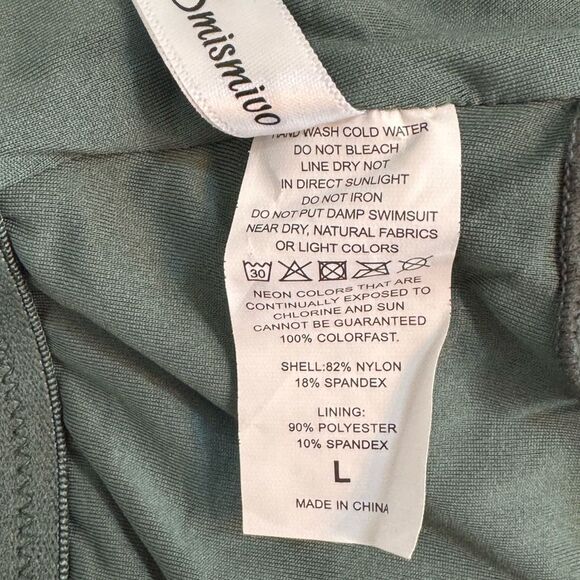 Omismivo
HAND WASH COLD WATER
DO NOT BLEACH
LINE DRY NOT
IN DIRECT SUNLIGHT
DO NOT IRON
DO NOT PUT DAMP SWIMSUIT
NEAR DRY, NATURAL FABRICS
OR LIGHT COLORS
30
NEON COLORS THAT ARE
CONTINUALLY EXPOSED TO
CHLORINE AND SUN
CANNOT BE GUARANTEED
100% COLORFAST.
SHELL:82% NYLON
18% SPANDEX
LINING:
90% POLYESTER
10% SPANDEX
L
MADE IN CHINA